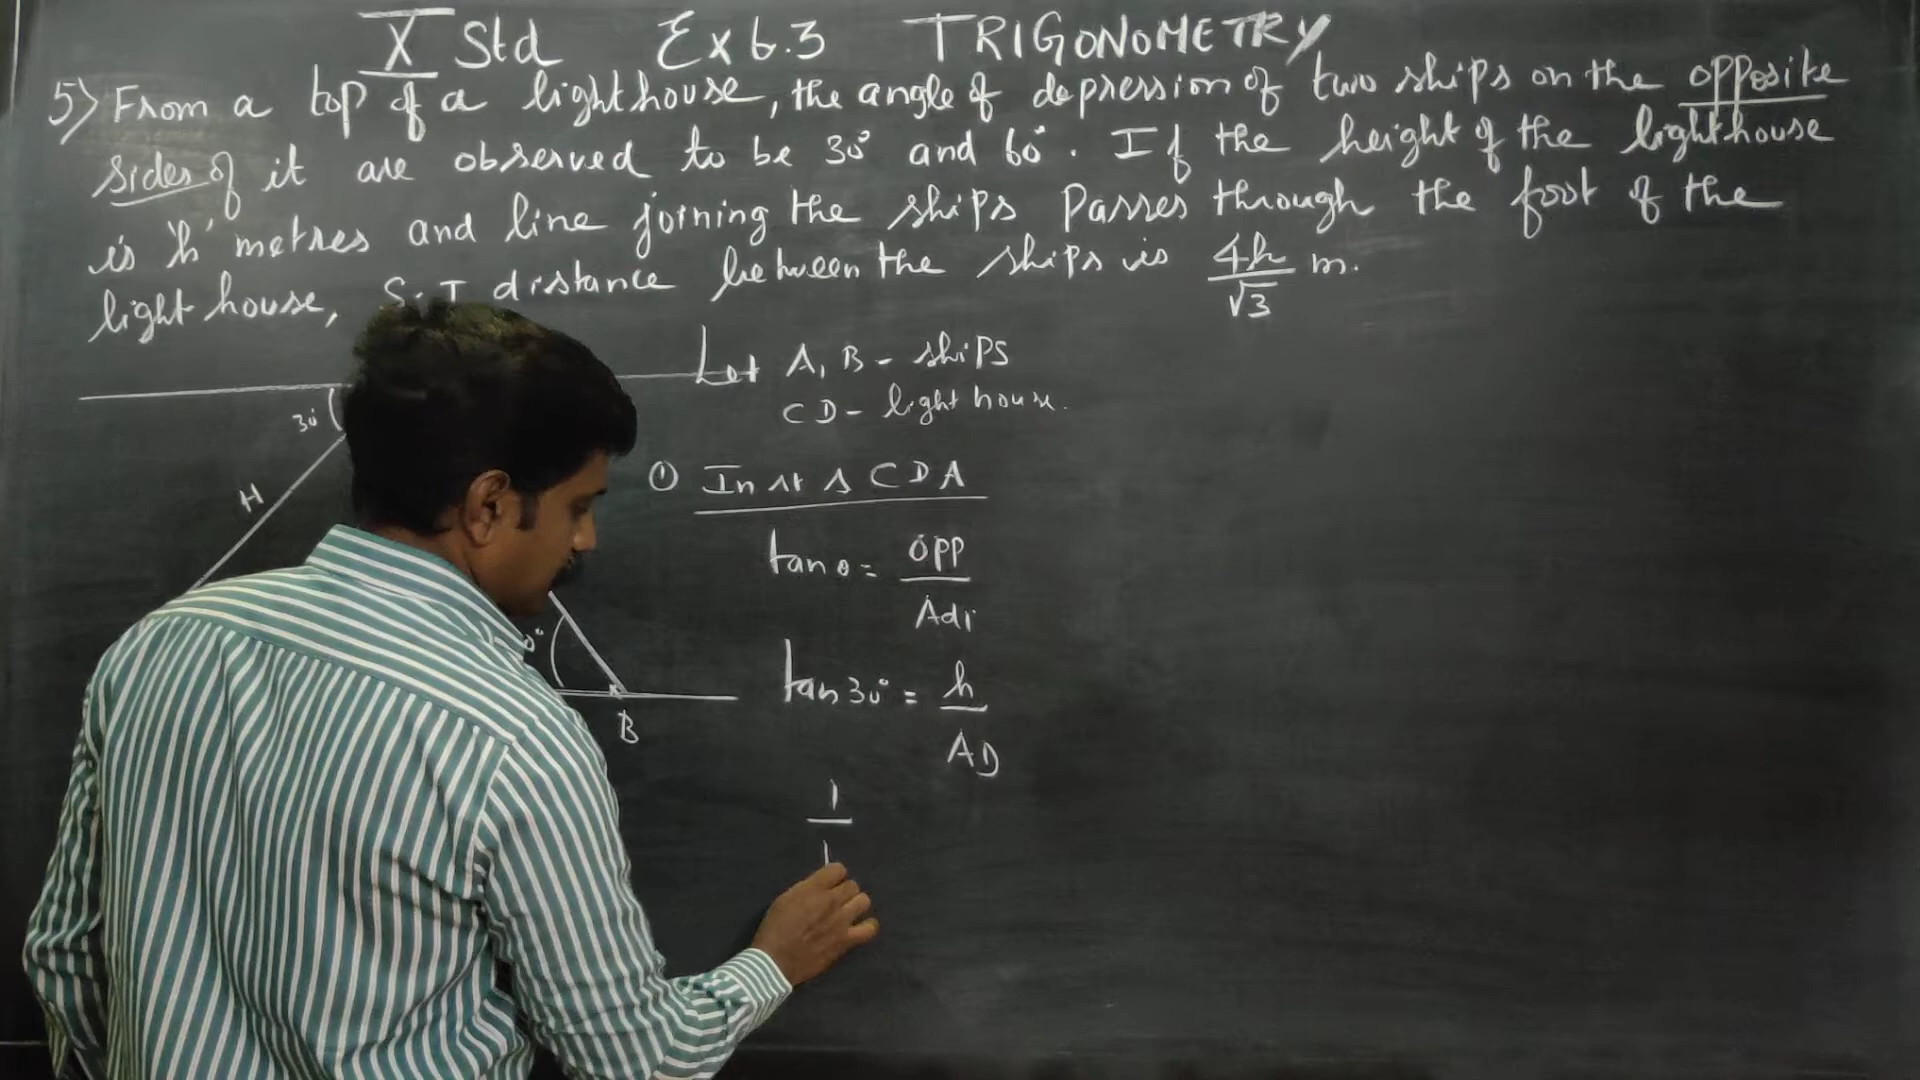 X Std Ex 6.3 TRIGONOMETRY
5) From a top of a lighthouse, the angle of depression of two ships on the opposite
sides of it are observed to be 30° and 60°. If the height of the lighthouse
is 'h' metres and line joining the ships Passes through the foot of the
light house, S.T distance between the ships is 4h/√3 m.
Let A, B - ships
CD - light house.
30°
H
① In rt Δ CDA
tan θ = opp/Adj
tan 30° = h/AD
B
1